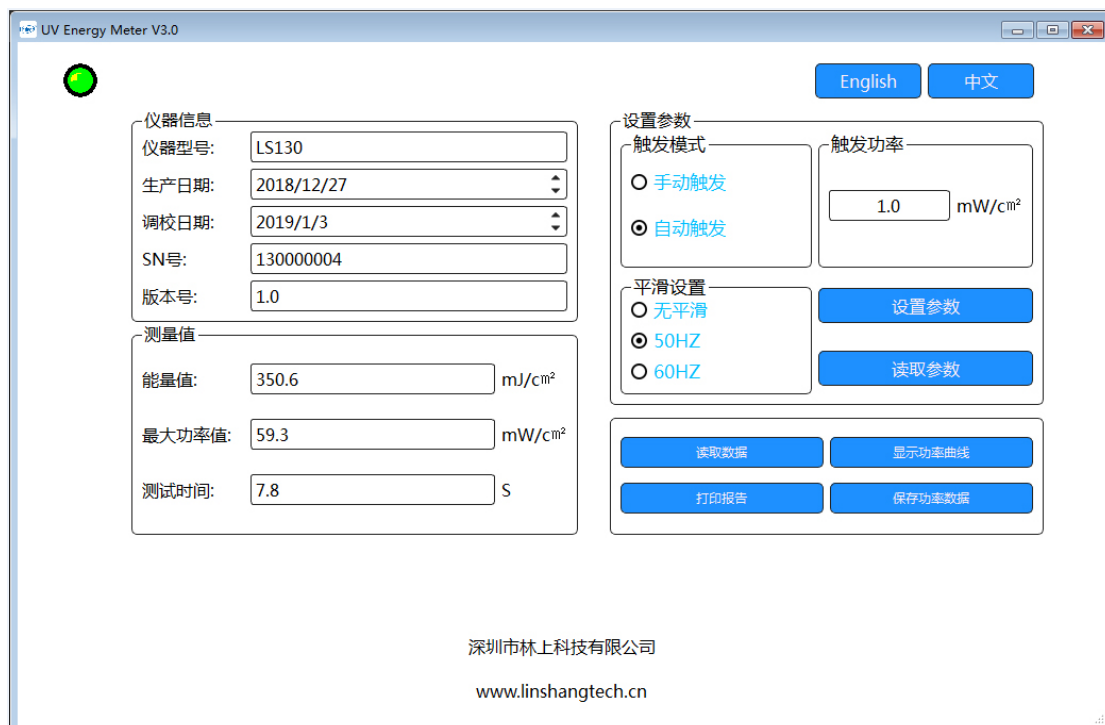 UV Energy Meter V3.0
English 中文
仪器信息
仪器型号: LS130
生产日期: 2018/12/27
调校日期: 2019/1/3
SN号: 130000004
版本号: 1.0
测量值
能量值: 350.6 mJ/c㎡
最大功率值: 59.3 mW/c㎡
测试时间: 7.8 S
设置参数
触发模式
手动触发
自动触发
触发功率
1.0 mW/c㎡
平滑设置
无平滑
50HZ
60HZ
设置参数
读取参数
读取数据 显示功率曲线
打印报告 保存功率数据
深圳市林上科技有限公司
www.linshangtech.cn